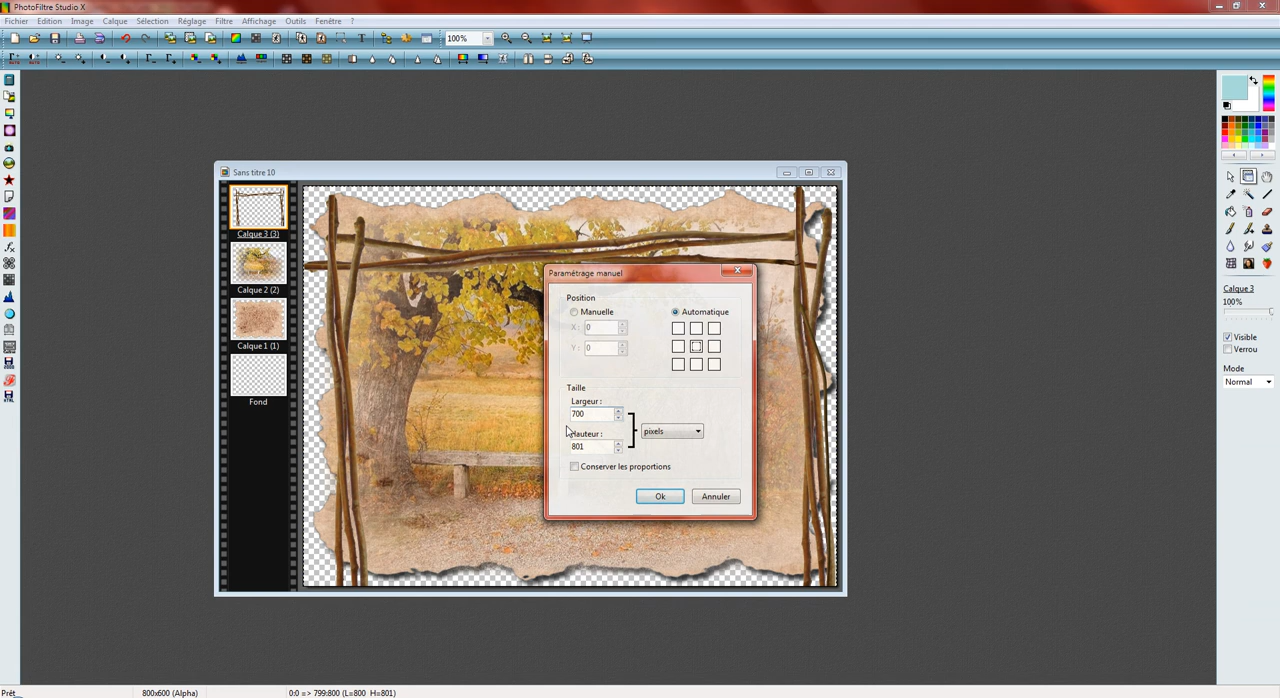 PhotoFiltre Studio X
Fichier Edition Image Calque Sélection Réglage Filtre Affichage Outils Fenêtre ?
100%
Sans titre 10
Calque 3 (3)
Calque 2 (2)
Calque 1 (1)
Fond
Paramétrage manuel
Position
Manuelle
Automatique
X : 0
Y : 0
Taille
Largeur :
700
Hauteur :
801
pixels
Conserver les proportions
Ok
Annuler
Calque 3
100%
Visible
Verrou
Mode
Normal
Prêt
800x600 (Alpha)
0:0 => 799:800 (L=800 H=801)